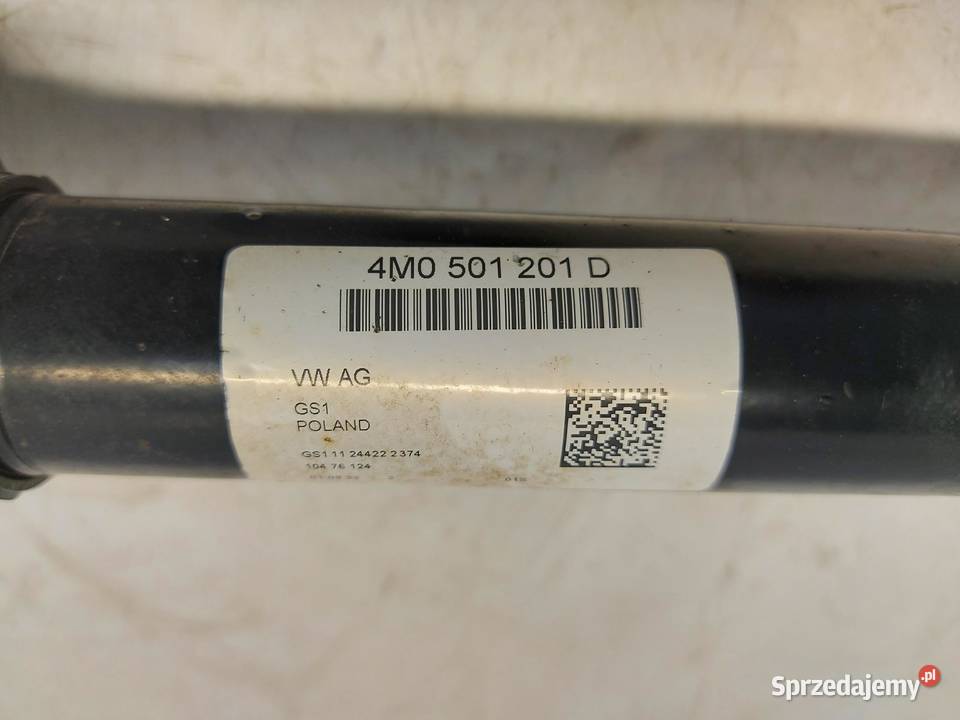 4M0 501 201 D
VW AG
GS1
POLAND
GS1 11 24422 2374
104 76 124
Sprzedajemy.pl